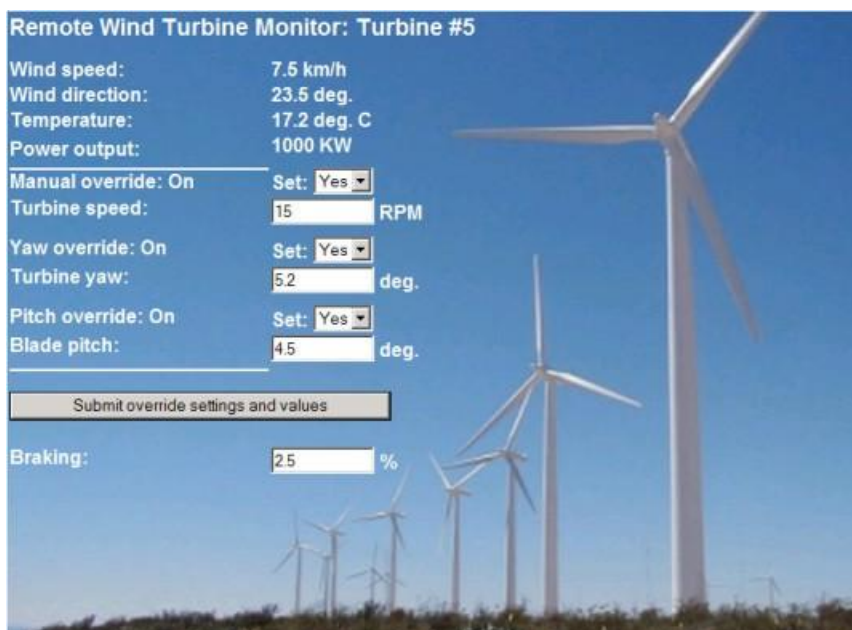 Remote Wind Turbine Monitor: Turbine #5
Wind speed: 7.5 km/h
Wind direction: 23.5 deg.
Temperature: 17.2 deg. C
Power output: 1000 KW
Manual override: On Set: Yes
Turbine speed: 15 RPM
Yaw override: On Set: Yes
Turbine yaw: 5.2 deg.
Pitch override: On Set: Yes
Blade pitch: 4.5 deg.
Submit override settings and values
Braking: 2.5 %